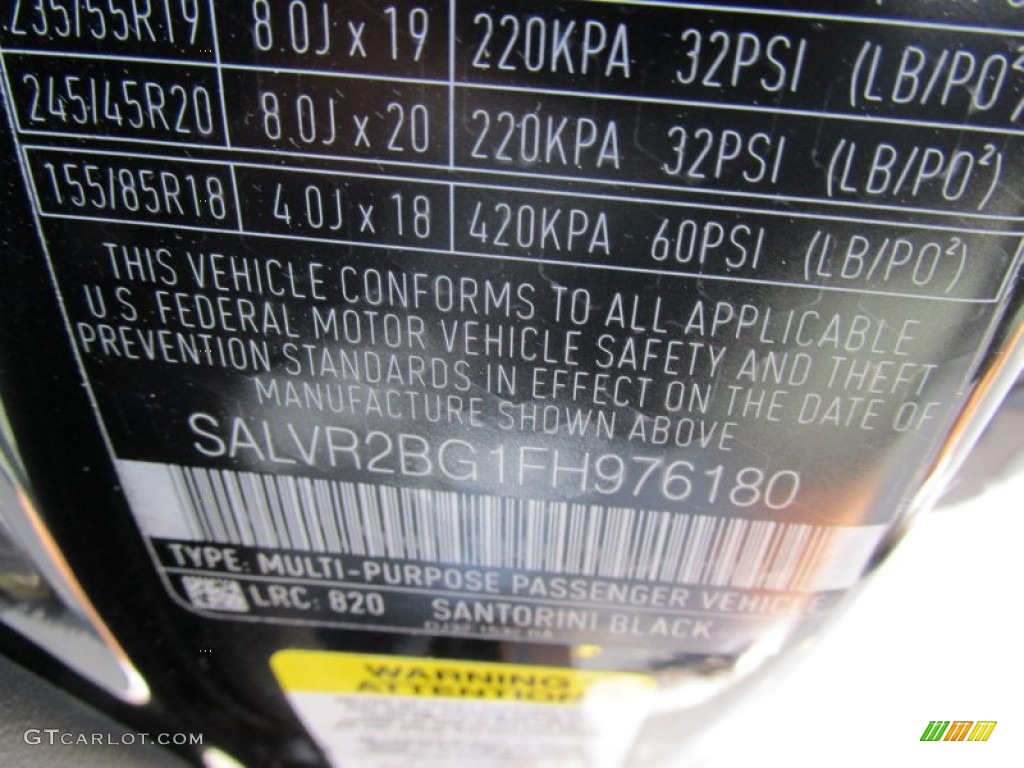 235/55R19 8.0J x 19 220KPA 32PSI (LB/PO²)
245/45R20 8.0J x 20 220KPA 32PSI (LB/PO²)
155/85R18 4.0J x 18 420KPA 60PSI (LB/PO²)
THIS VEHICLE CONFORMS TO ALL APPLICABLE
U.S. FEDERAL MOTOR VEHICLE SAFETY AND THEFT
PREVENTION STANDARDS IN EFFECT ON THE DATE OF
MANUFACTURE SHOWN ABOVE
SALVR2BG1FH976180
TYPE: MULTI-PURPOSE PASSENGER VEHICLE
LRC: 820 SANTORINI BLACK
WARNING
ATTENTION
GTCARLOT.COM